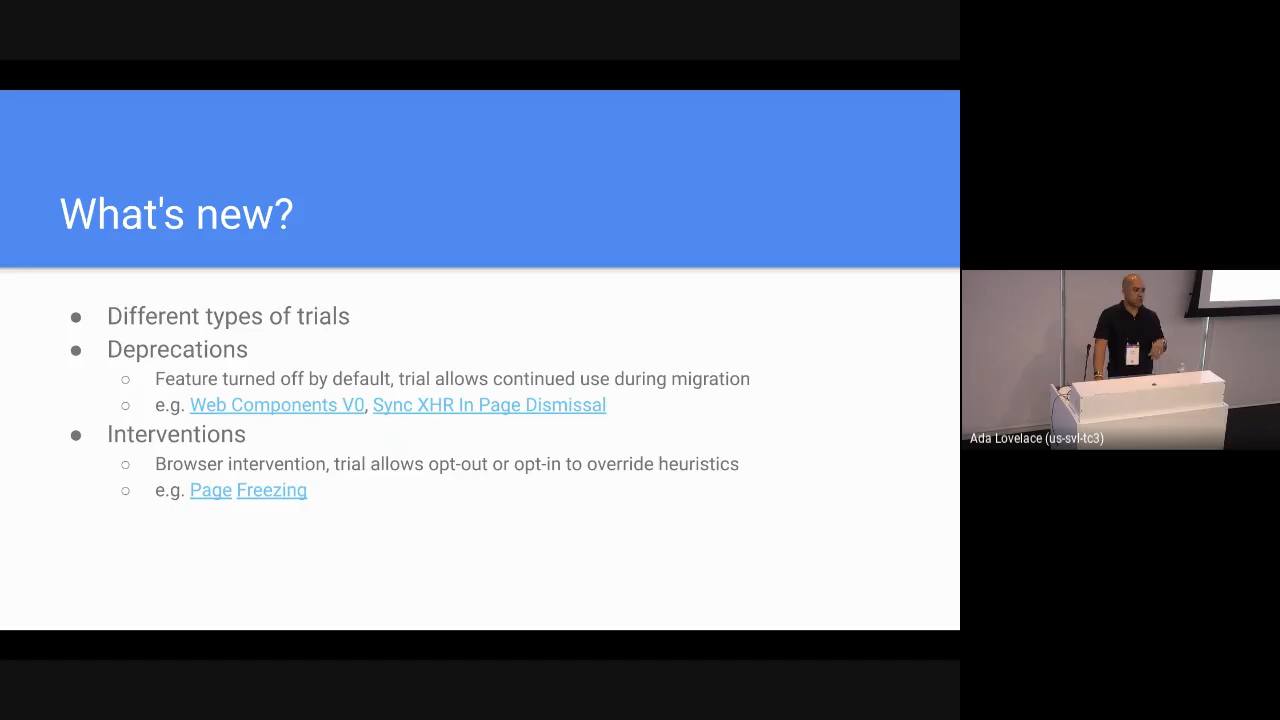 What's new?
● Different types of trials
● Deprecations
○ Feature turned off by default, trial allows continued use during migration
○ e.g. Web Components V0, Sync XHR In Page Dismissal
● Interventions
○ Browser intervention, trial allows opt-out or opt-in to override heuristics
○ e.g. Page Freezing
Ada Lovelace (us-svl-tc3)